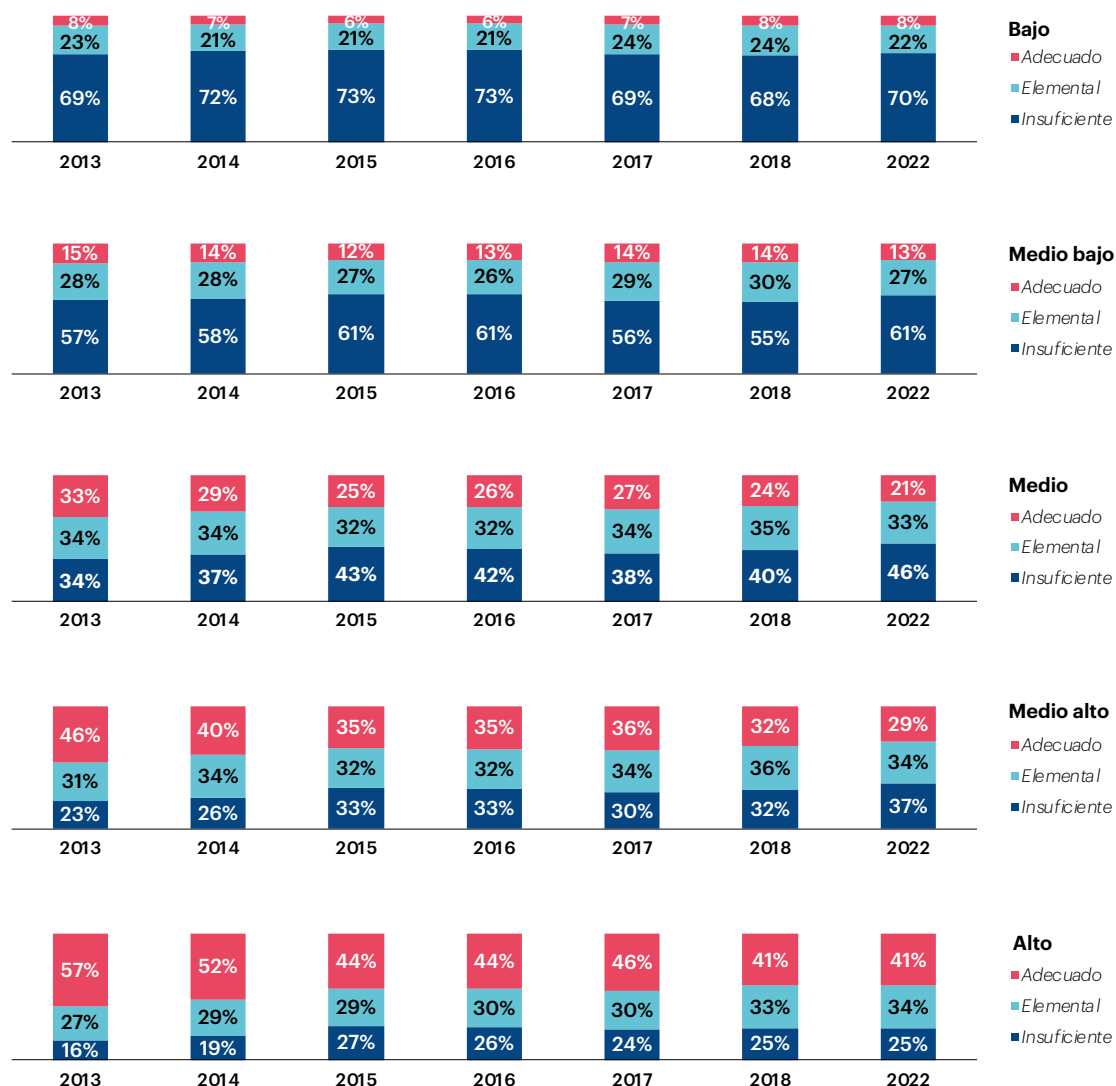 8% 7% 6% 6% 7% 8% 8%
23% 21% 21% 21% 24% 24% 22%
69% 72% 73% 73% 69% 68% 70%
2013 2014 2015 2016 2017 2018 2022
Bajo
Adecuado
Elemental
Insuficiente
15% 14% 12% 13% 14% 14% 13%
28% 28% 27% 26% 29% 30% 27%
57% 58% 61% 61% 56% 55% 61%
2013 2014 2015 2016 2017 2018 2022
Medio bajo
Adecuado
Elemental
Insuficiente
33% 29% 25% 26% 27% 24% 21%
34% 34% 32% 32% 34% 35% 33%
34% 37% 43% 42% 38% 40% 46%
2013 2014 2015 2016 2017 2018 2022
Medio
Adecuado
Elemental
Insuficiente
46% 40% 35% 35% 36% 32% 29%
31% 34% 32% 32% 34% 36% 34%
23% 26% 33% 33% 30% 32% 37%
2013 2014 2015 2016 2017 2018 2022
Medio alto
Adecuado
Elemental
Insuficiente
57% 52% 44% 44% 46% 41% 41%
27% 29% 29% 30% 30% 33% 34%
16% 19% 27% 26% 24% 25% 25%
2013 2014 2015 2016 2017 2018 2022
Alto
Adecuado
Elemental
Insuficiente